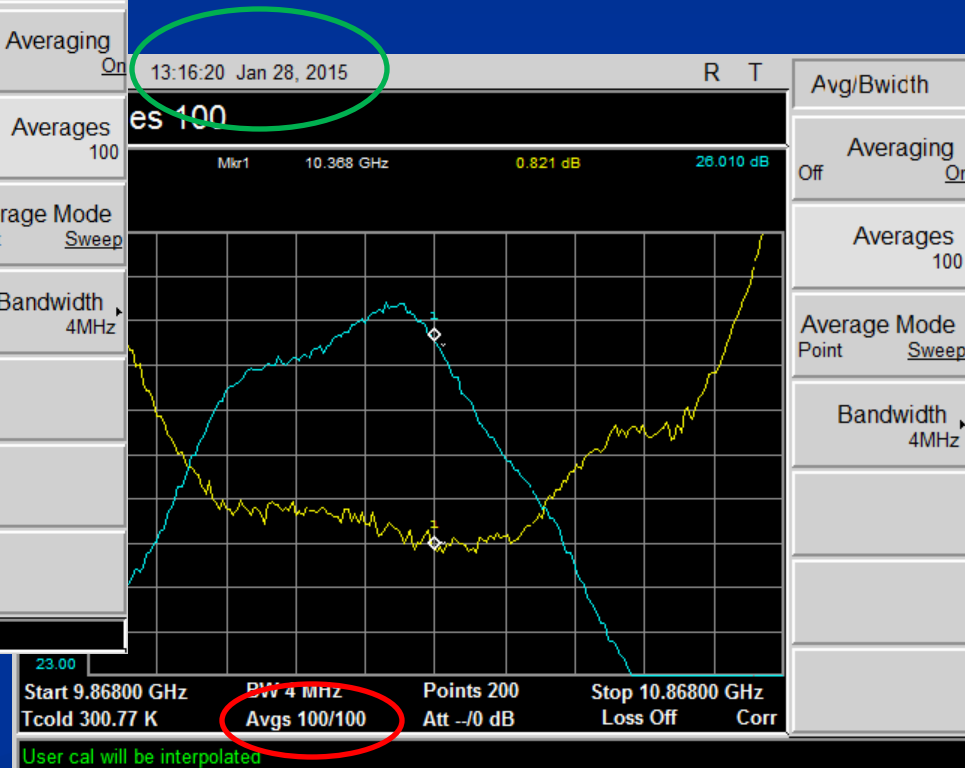 Averaging
On
Averages
100
rage Mode
Sweep
Bandwidth
4MHz
13:16:20 Jan 28, 2015
R T
es 100
Mkr1 10.368 GHz 0.821 dB 26.010 dB
1
1
23.00
Start 9.86800 GHz BW 4 MHz Points 200 Stop 10.86800 GHz
Tcold 300.77 K Avgs 100/100 Att --/0 dB Loss Off Corr
User cal will be interpolated
Avg/Bwidth
Averaging
Off On
Averages
100
Average Mode
Point Sweep
Bandwidth
4MHz